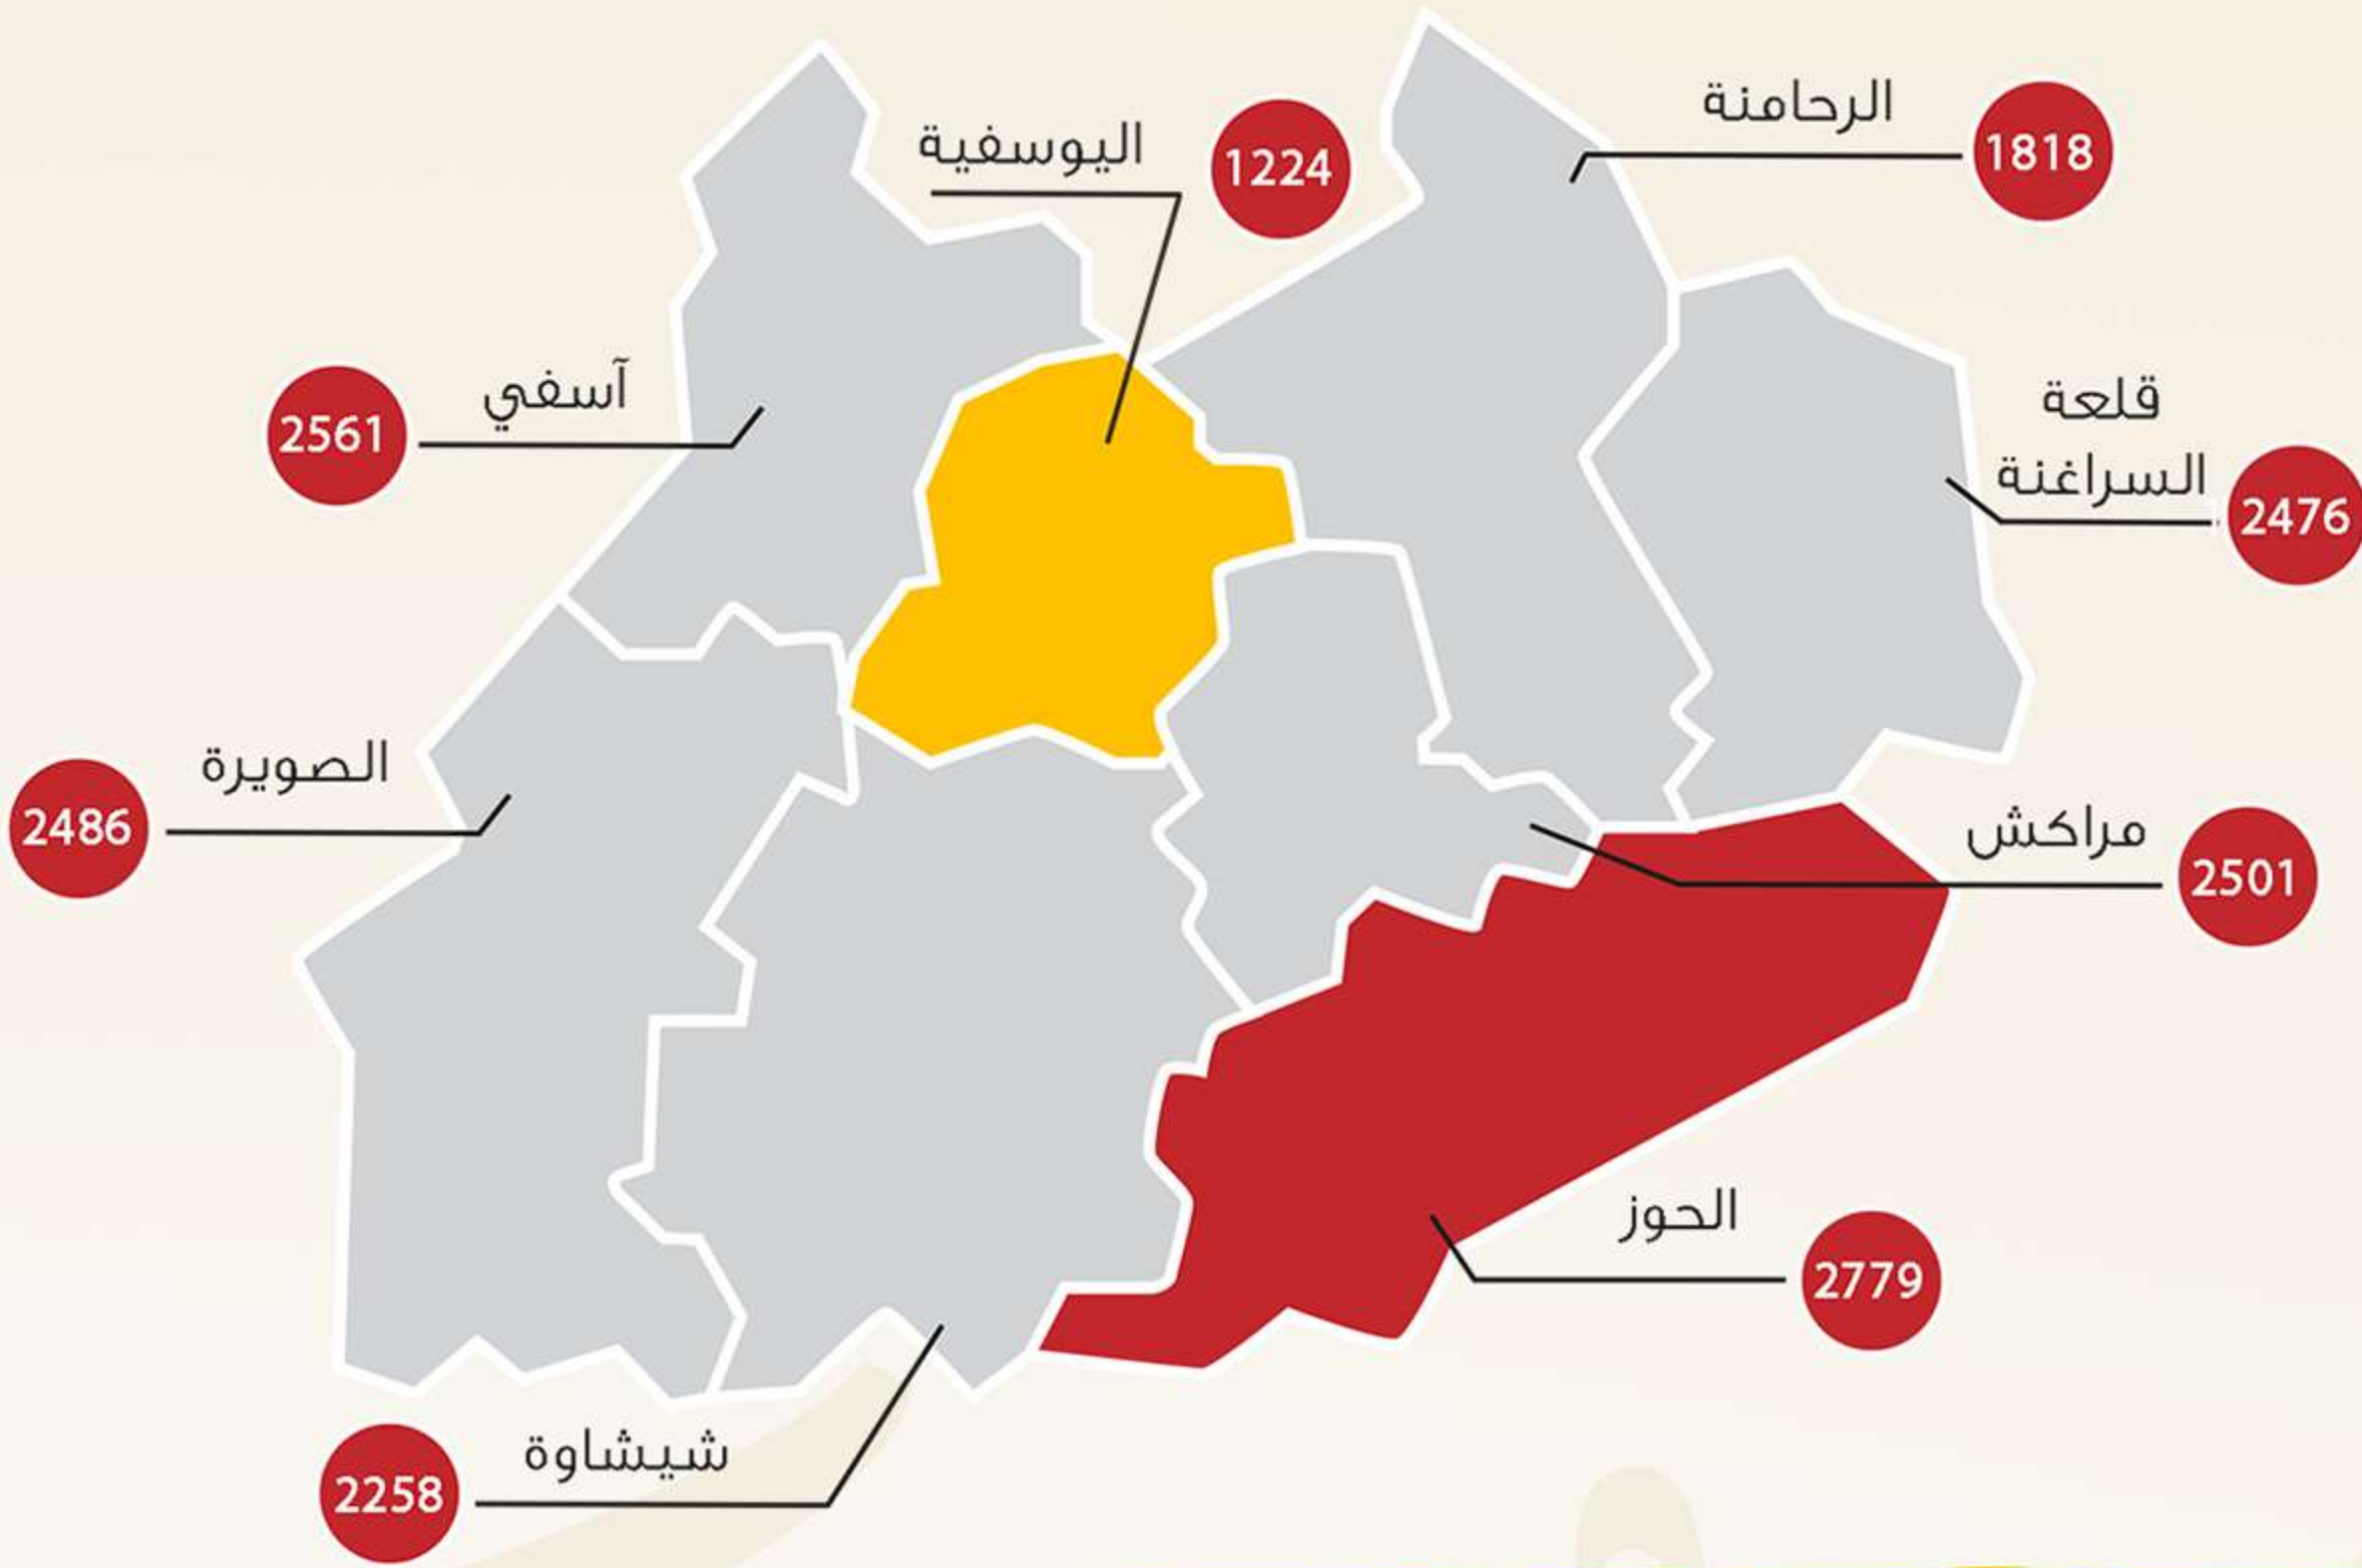 الرحامنة
1818
اليوسفية
1224
آسفي
2561
قلعة
السراغنة
2476
الصويرة
2486
مراكش
2501
الحوز
2779
شيشاوة
2258